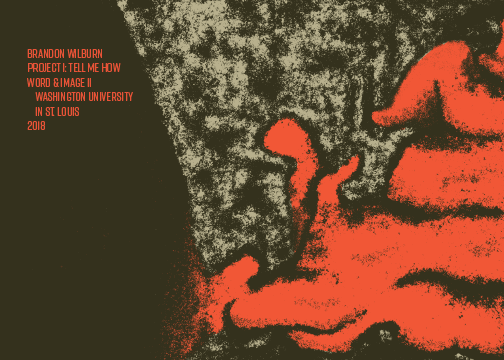 BRANDON WILBURN
PROJECT I: TELL ME HOW
WORD & IMAGE II
WASHINGTON UNIVERSITY
IN ST. LOUIS
2018